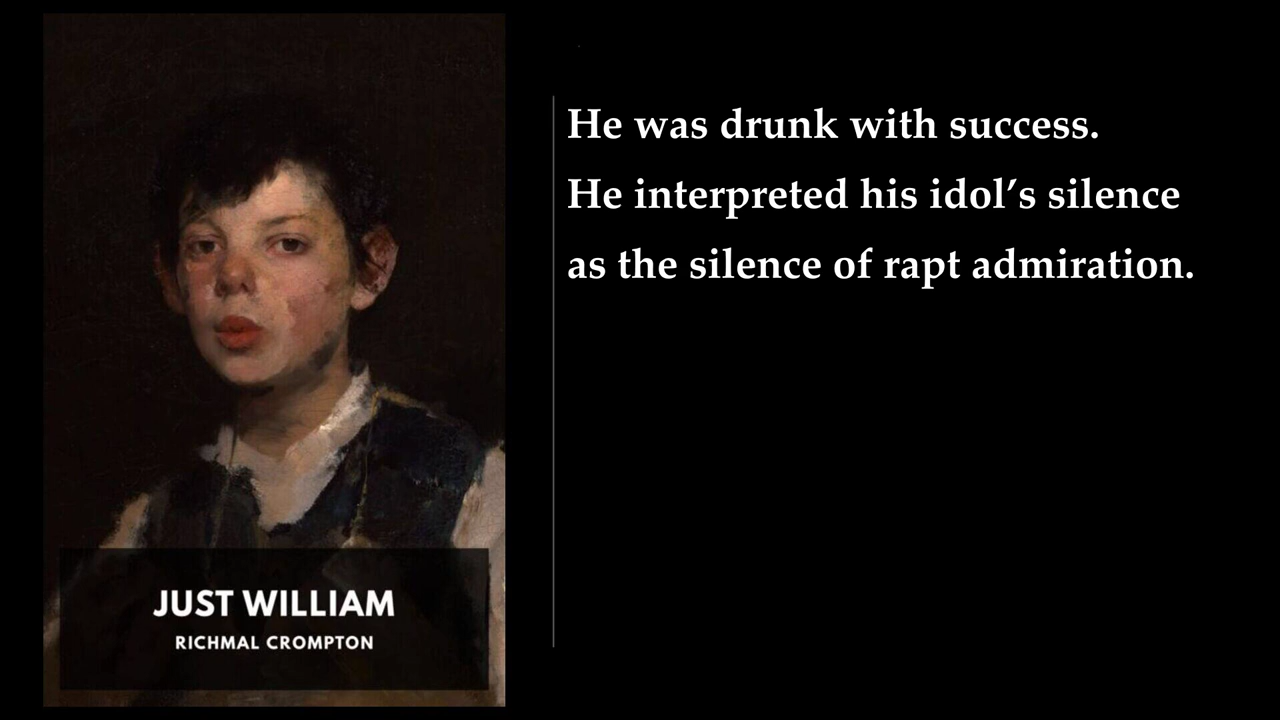 He was drunk with success.
He interpreted his idol’s silence
as the silence of rapt admiration.
JUST WILLIAM
RICHMAL CROMPTON